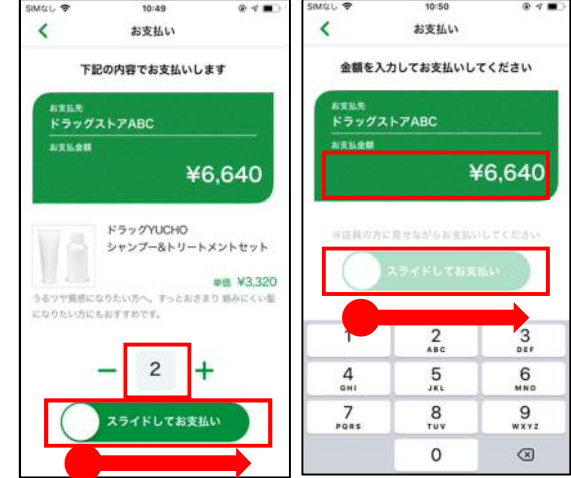 SIMなし 10:49
お支払い
下記の内容でお支払いします
お支払先
ドラッグストアABC
お支払金額
¥6,640
ドラッグYUCHO
シャンプー&トリートメントセット
単価 ¥3,320
うるツヤ質感になりたい方へ。すっとおさまり 絡みにくい髪
になりたい方にもおすすめです。
− 2 +
スライドしてお支払い
SIMなし 10:50
お支払い
金額を入力してお支払いしてください
お支払先
ドラッグストアABC
お支払金額
¥6,640
※店員の方に見せながらお支払いしてください
スライドしてお支払い
1 2 3
ABC DEF
4 5 6
GHI JKL MNO
7 8 9
PQRS TUV WXYZ
0